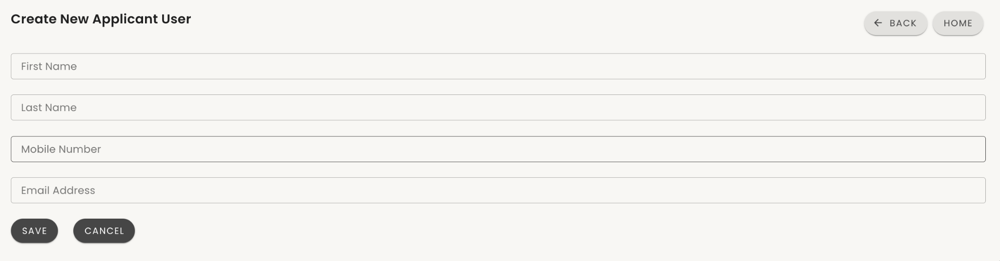 Create New Applicant User
BACK HOME
First Name
Last Name
Mobile Number
Email Address
SAVE CANCEL